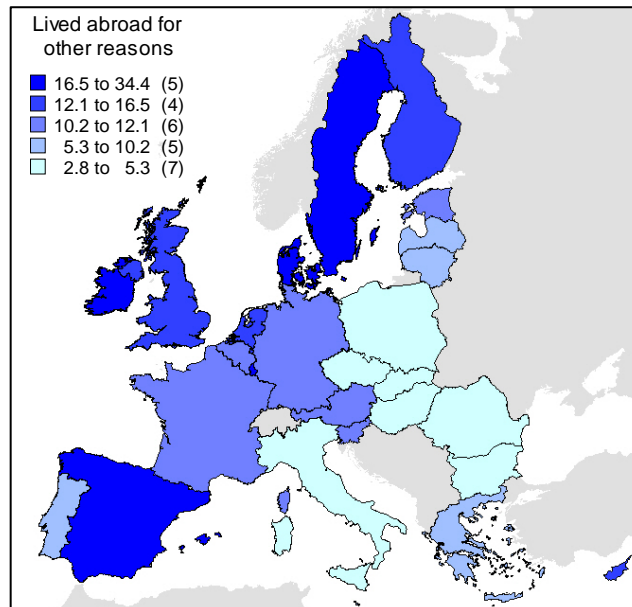 Lived abroad for
other reasons
16.5 to 34.4 (5)
12.1 to 16.5 (4)
10.2 to 12.1 (6)
5.3 to 10.2 (5)
2.8 to 5.3 (7)